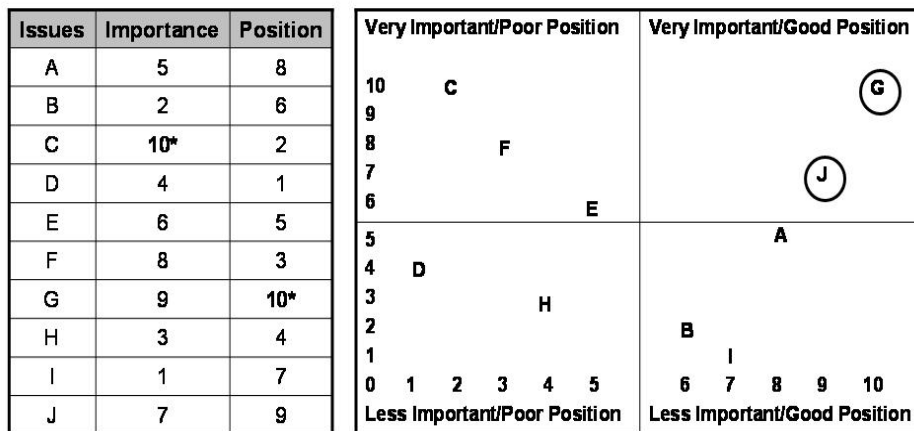 Issues Importance Position
A 5 8
B 2 6
C 10* 2
D 4 1
E 6 5
F 8 3
G 9 10*
H 3 4
I 1 7
J 7 9
Very Important/Poor Position Very Important/Good Position
10 C G
9
8 F
7 J
6 E
5 A
4 D
3 H
2 B
1 I
0 1 2 3 4 5 6 7 8 9 10
Less Important/Poor Position Less Important/Good Position